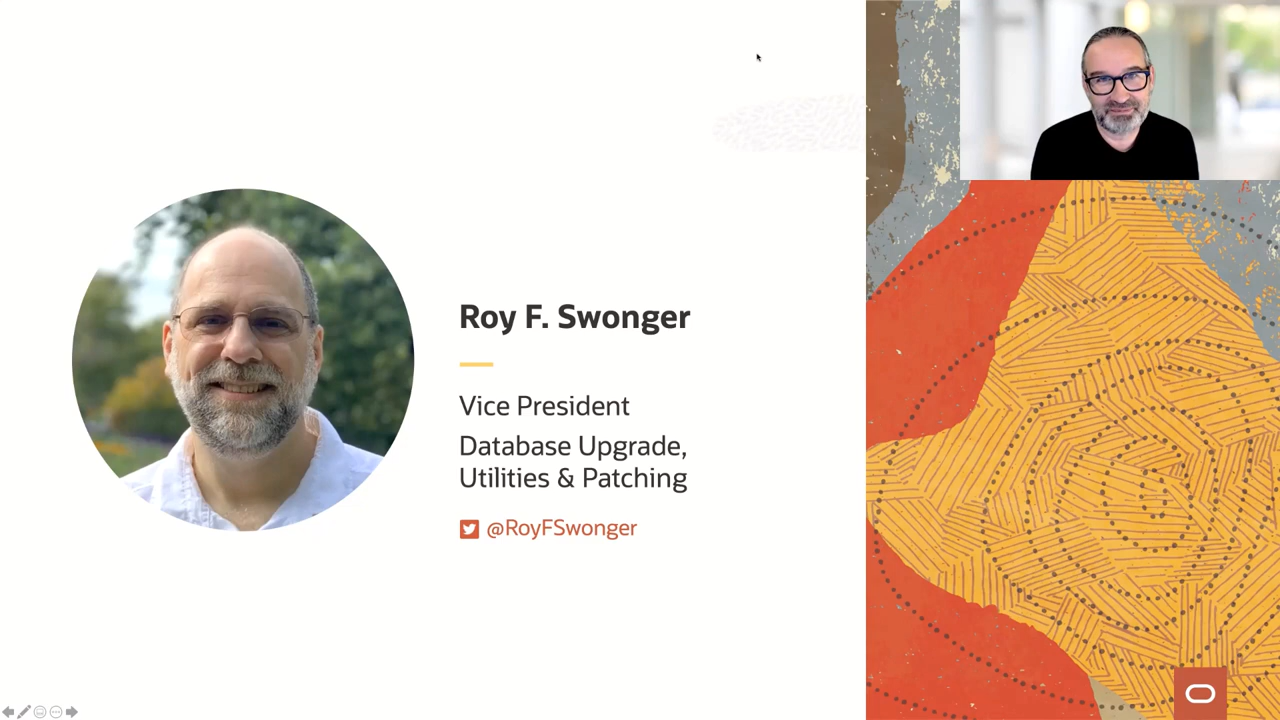 Roy F. Swonger
Vice President
Database Upgrade,
Utilities & Patching
@RoyFSwonger